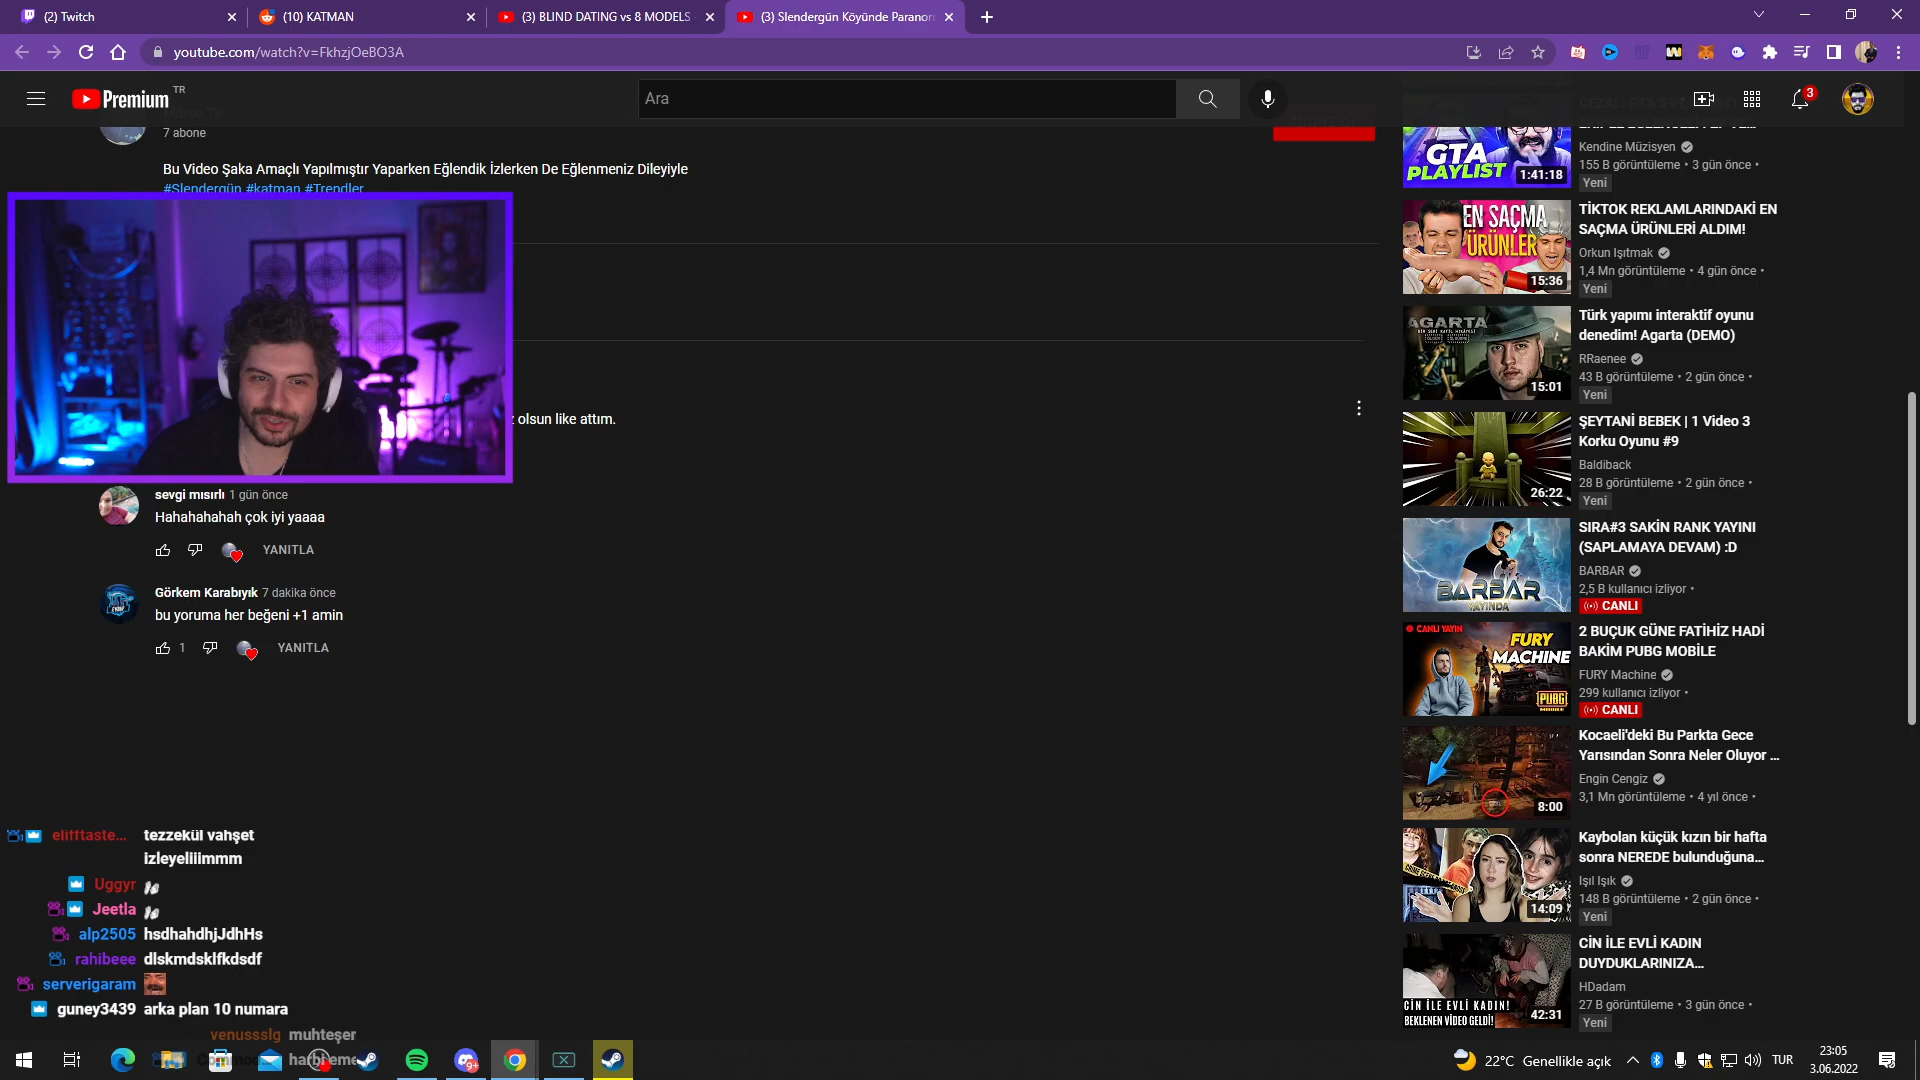 (2) Twitch
(10) KATMAN
(3) BLIND DATING vs 8 MODELS
(3) Slendergün Köyünde Paranor
youtube.com/watch?v=FkhzjOeBO3A
Premium TR
Ara
3
7 abone
Bu Video Şaka Amaçlı Yapılmıştır Yaparken Eğlendik İzlerken De Eğlenmeniz Dileyiyle
#Slendergün #katman #Trendler
olsun like attım.
sevgi mısırlı 1 gün önce
Hahahahahah çok iyi yaaaa
YANITLA
Görkem Karabıyık 7 dakika önce
bu yoruma her beğeni +1 amin
1 YANITLA
GTA
PLAYLIST
1:41:18
Kendine Müzisyen
155 B görüntüleme • 3 gün önce •
Yeni
EN SAÇMA
ÜRÜNLER
15:36
TİKTOK REKLAMLARINDAKİ EN
SAÇMA ÜRÜNLERİ ALDIM!
Orkun Işıtmak
1,4 Mn görüntüleme • 4 gün önce •
Yeni
AGARTA
15:01
Türk yapımı interaktif oyunu
denedim! Agarta (DEMO)
RRaenee
43 B görüntüleme • 2 gün önce •
Yeni
26:22
ŞEYTANİ BEBEK | 1 Video 3
Korku Oyunu #9
Baldiback
28 B görüntüleme • 2 gün önce •
Yeni
BARBAR
YAYINDA
SIRA#3 SAKİN RANK YAYINI
(SAPLAMAYA DEVAM) :D
BARBAR
2,5 B kullanıcı izliyor •
CANLI
CANLI YAYIN
FURY
MACHINE
PUBG
MOBILE
2 BUÇUK GÜNE FATİHİZ HADİ
BAKİM PUBG MOBİLE
FURY Machine
299 kullanıcı izliyor •
CANLI
8:00
Kocaeli'deki Bu Parkta Gece
Yarısından Sonra Neler Oluyor ...
Engin Cengiz
3,1 Mn görüntüleme • 4 yıl önce •
14:09
Kaybolan küçük kızın bir hafta
sonra NEREDE bulunduğuna...
Işıl Işık
148 B görüntüleme • 2 gün önce •
Yeni
CİN İLE EVLİ KADIN!
BEKLENEN VİDEO GELDİ!
42:31
CİN İLE EVLİ KADIN
DUYDUKLARINIZA...
HDadam
27 B görüntüleme • 3 gün önce •
Yeni
elifftaste... tezzekül vahşet
izleyeliiimmm
Uggyr
Jeetla
alp2505 hsdhahdhjJdhHs
rahibeee dlskmdsklfkdsdf
serverigaram
guney3439 arka plan 10 numara
venussslg muhteşer
22°C Genellikle açık
TUR
23:05
3.06.2022